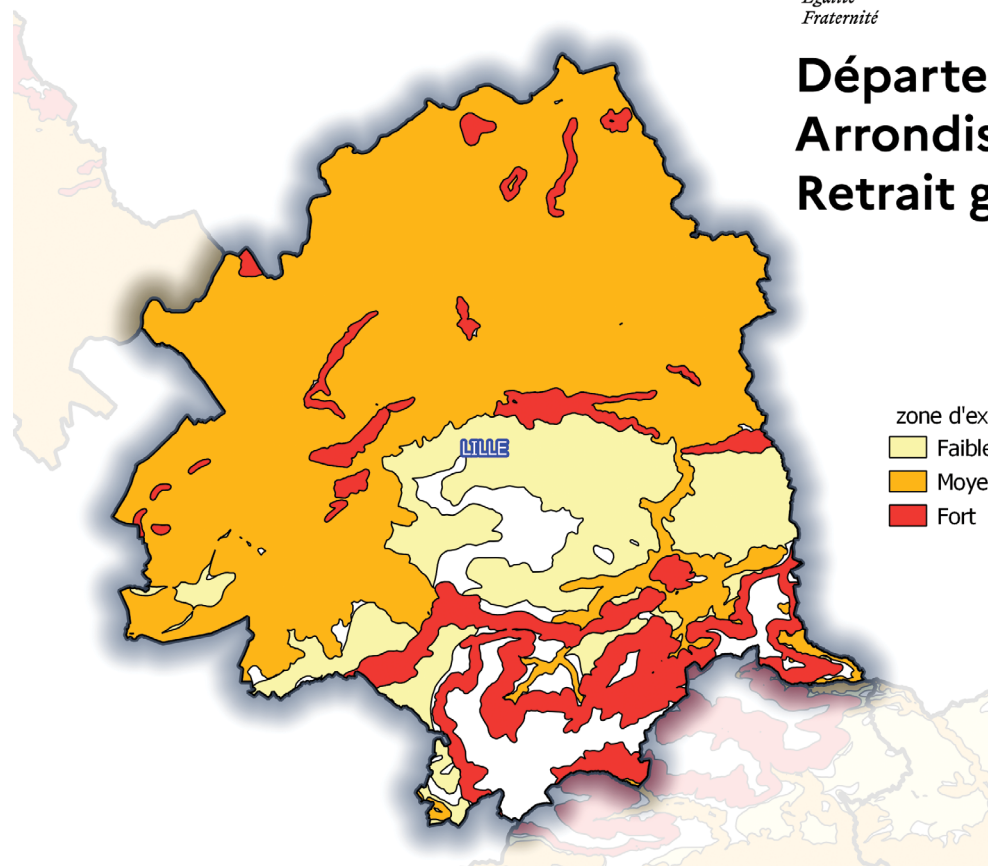 Fraternité
Départe
Arrondis
Retrait g
LILLE
zone d'ex
Faible
Moye
Fort